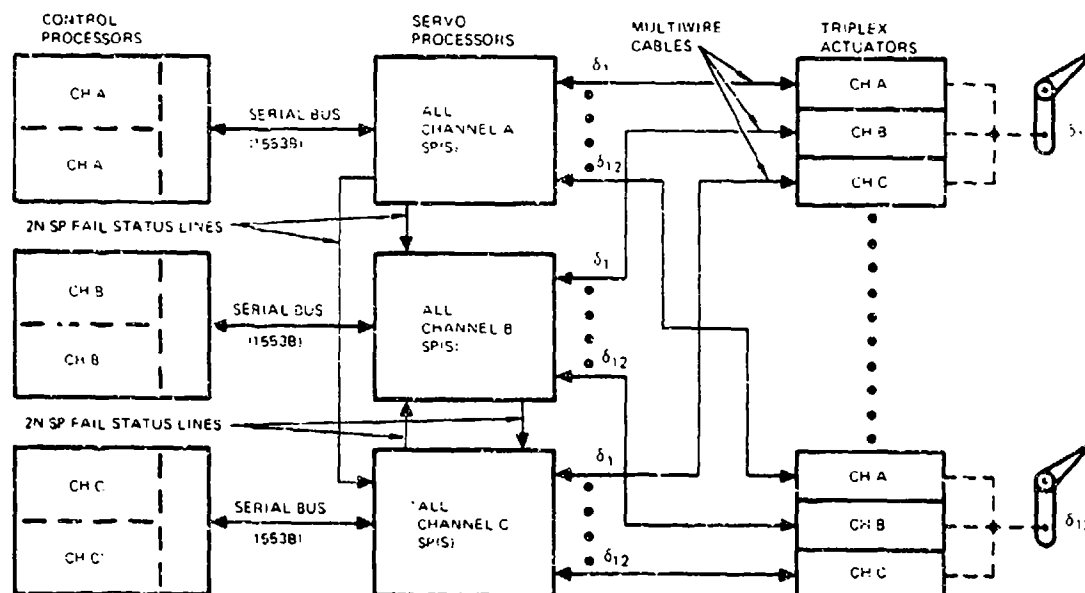 CONTROL
PROCESSORS
SERVO
PROCESSORS
MULTIWIRE
CABLES
TRIPLEX
ACTUATORS
CH A
CH A
SERIAL BUS
(1553B)
ALL
CHANNEL A
SP(S)
δ1
δ12
CH A
CH B
CH C
2N SP FAIL STATUS LINES
CH B
CH B
SERIAL BUS
(1553B)
ALL
CHANNEL B
SP(S)
δ1
δ12
2N SP FAIL STATUS LINES
CH C
CH C
SERIAL BUS
(1553B)
ALL
CHANNEL C
SP(S)
δ1
δ12
CH A
CH B
CH C
δ12